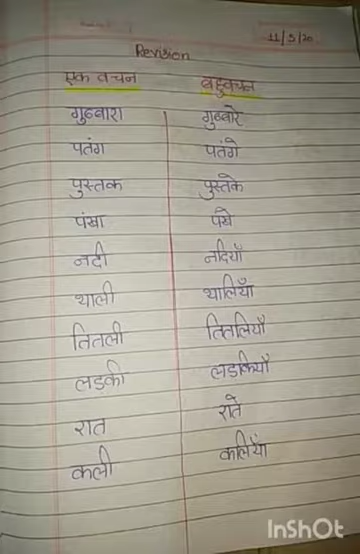 11/5/20
Revision
एक वचन बहुवचन
गुब्बारा गुब्बारे
पतंग पतंगे
पुस्तक पुस्तके
पंखा पंखे
नदी नदियाँ
थाली थालियाँ
तितली तितलियाँ
लड़की लडकियाँ
रात राते
कली कलियाँ
InShOt